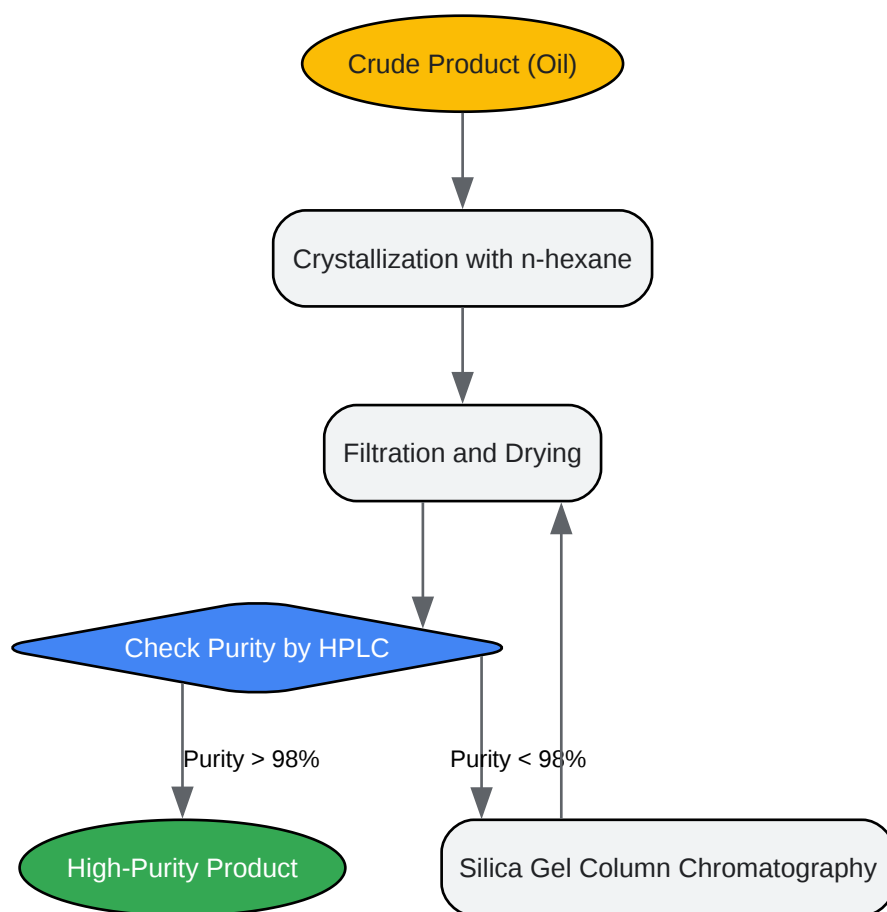 Crude Product (Oil)
Crystallization with n-hexane
Filtration and Drying
Check Purity by HPLC
Purity > 98%
Purity < 98%
High-Purity Product
Silica Gel Column Chromatography